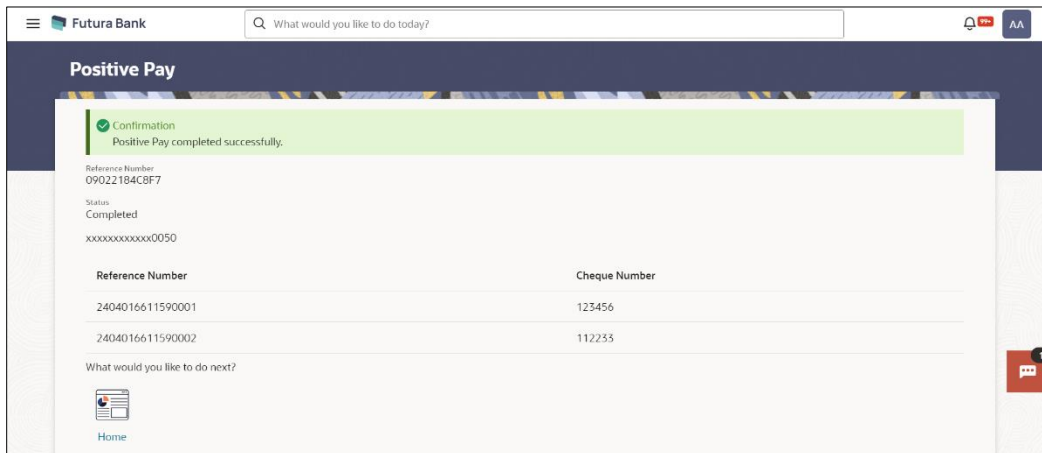 Futura Bank
What would you like to do today?
99+
AA
Positive Pay
Confirmation
Positive Pay completed successfully.
Reference Number
09022184C8F7
Status
Completed
xxxxxxxxxxxx0050
Reference Number Cheque Number
2404016611590001 123456
2404016611590002 112233
What would you like to do next?
Home